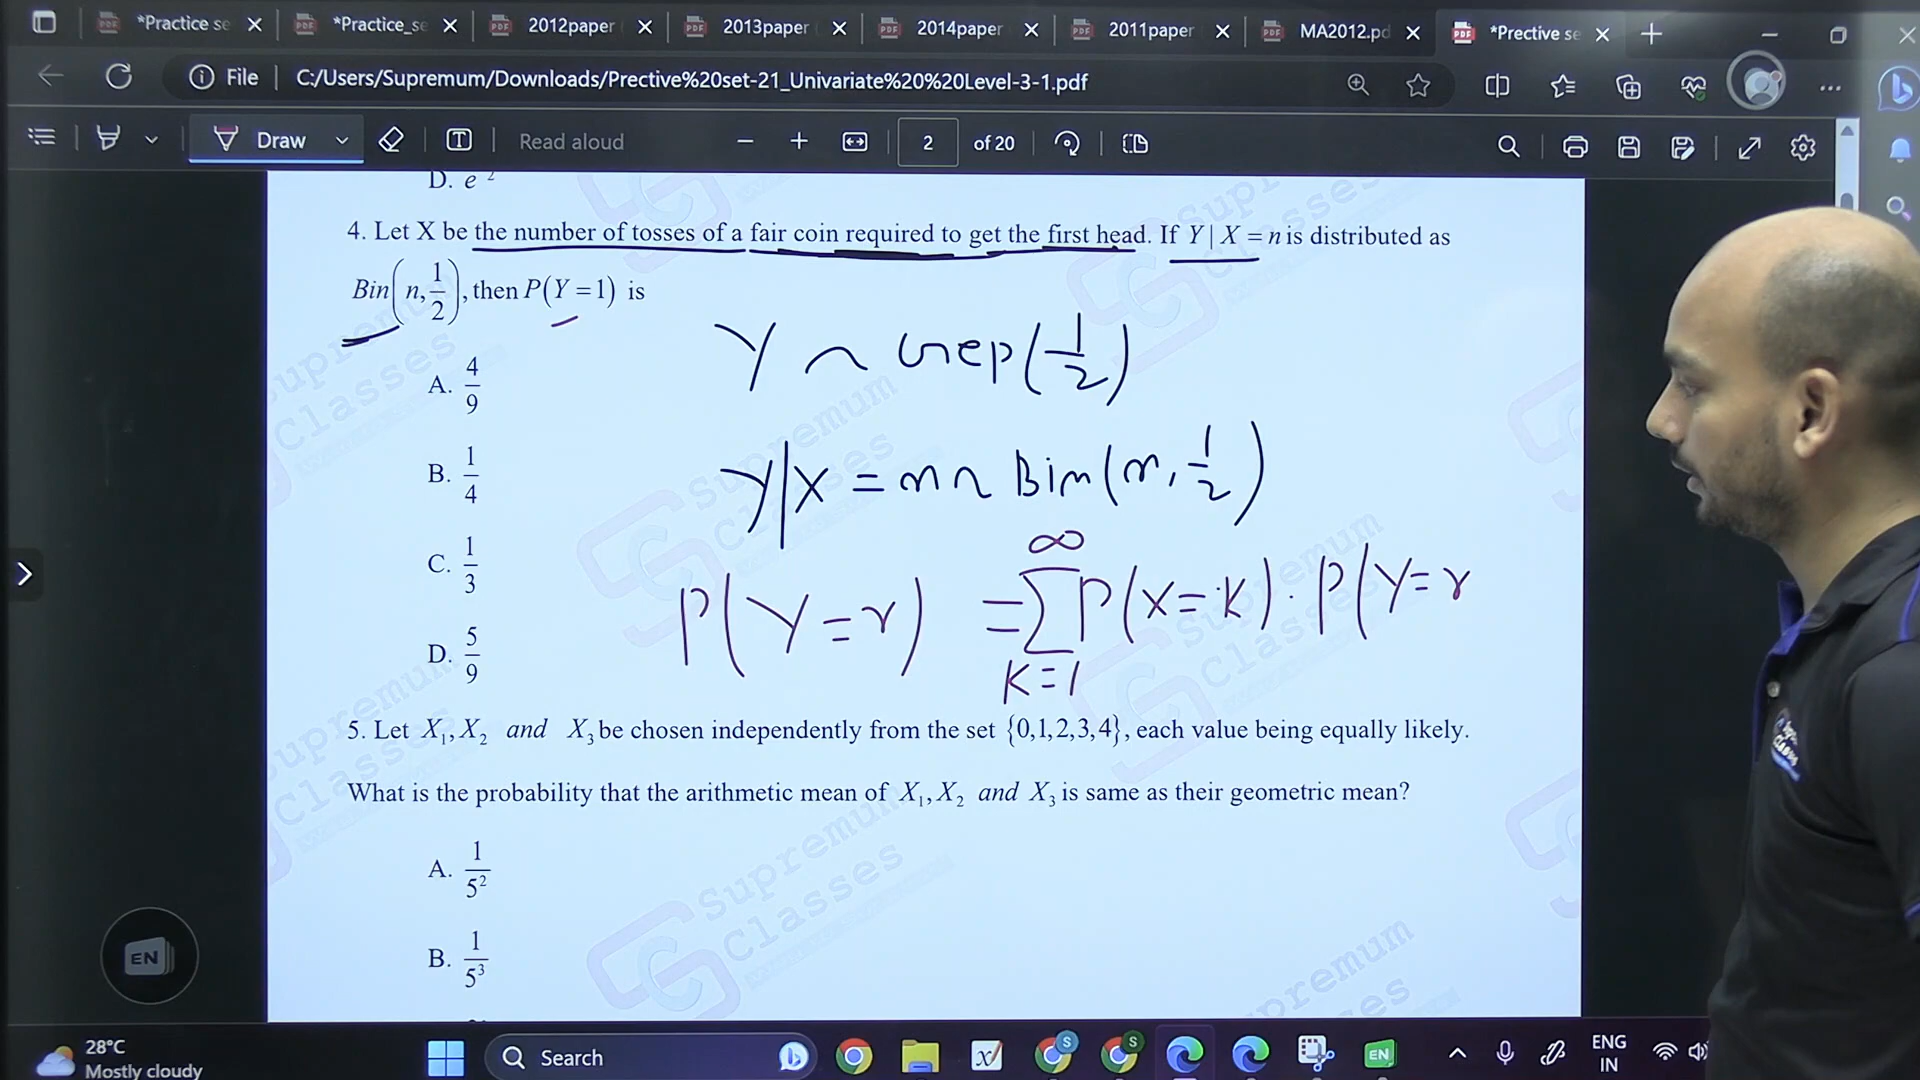 *Practice se
*Practice_se
2012paper
2013paper
2014paper
2011paper
MA2012.pd
*Prective se
File
C:/Users/Supremum/Downloads/Prective%20set-21_Univariate%20%20Level-3-1.pdf
Draw
Read aloud
2 of 20
D. e 2
4. Let X be the number of tosses of a fair coin required to get the first head. If Y | X = n is distributed as
Bin(n, 1/2), then P(Y = 1) is
Y ~ Grep(1/2)
A. 4/9
Y|X = n ~ Bin(n, 1/2)
B. 1/4
C. 1/3
P(Y = r) = ∞∑K=1 P(X = K) · P(Y = r
D. 5/9
5. Let X₁, X₂ and X₃ be chosen independently from the set {0,1,2,3,4}, each value being equally likely.
What is the probability that the arithmetic mean of X₁, X₂ and X₃ is same as their geometric mean?
A. 1/5²
B. 1/5³
Supremum Classes
EN
28°C
Mostly cloudy
Search
S
S
EN
ENG
IN